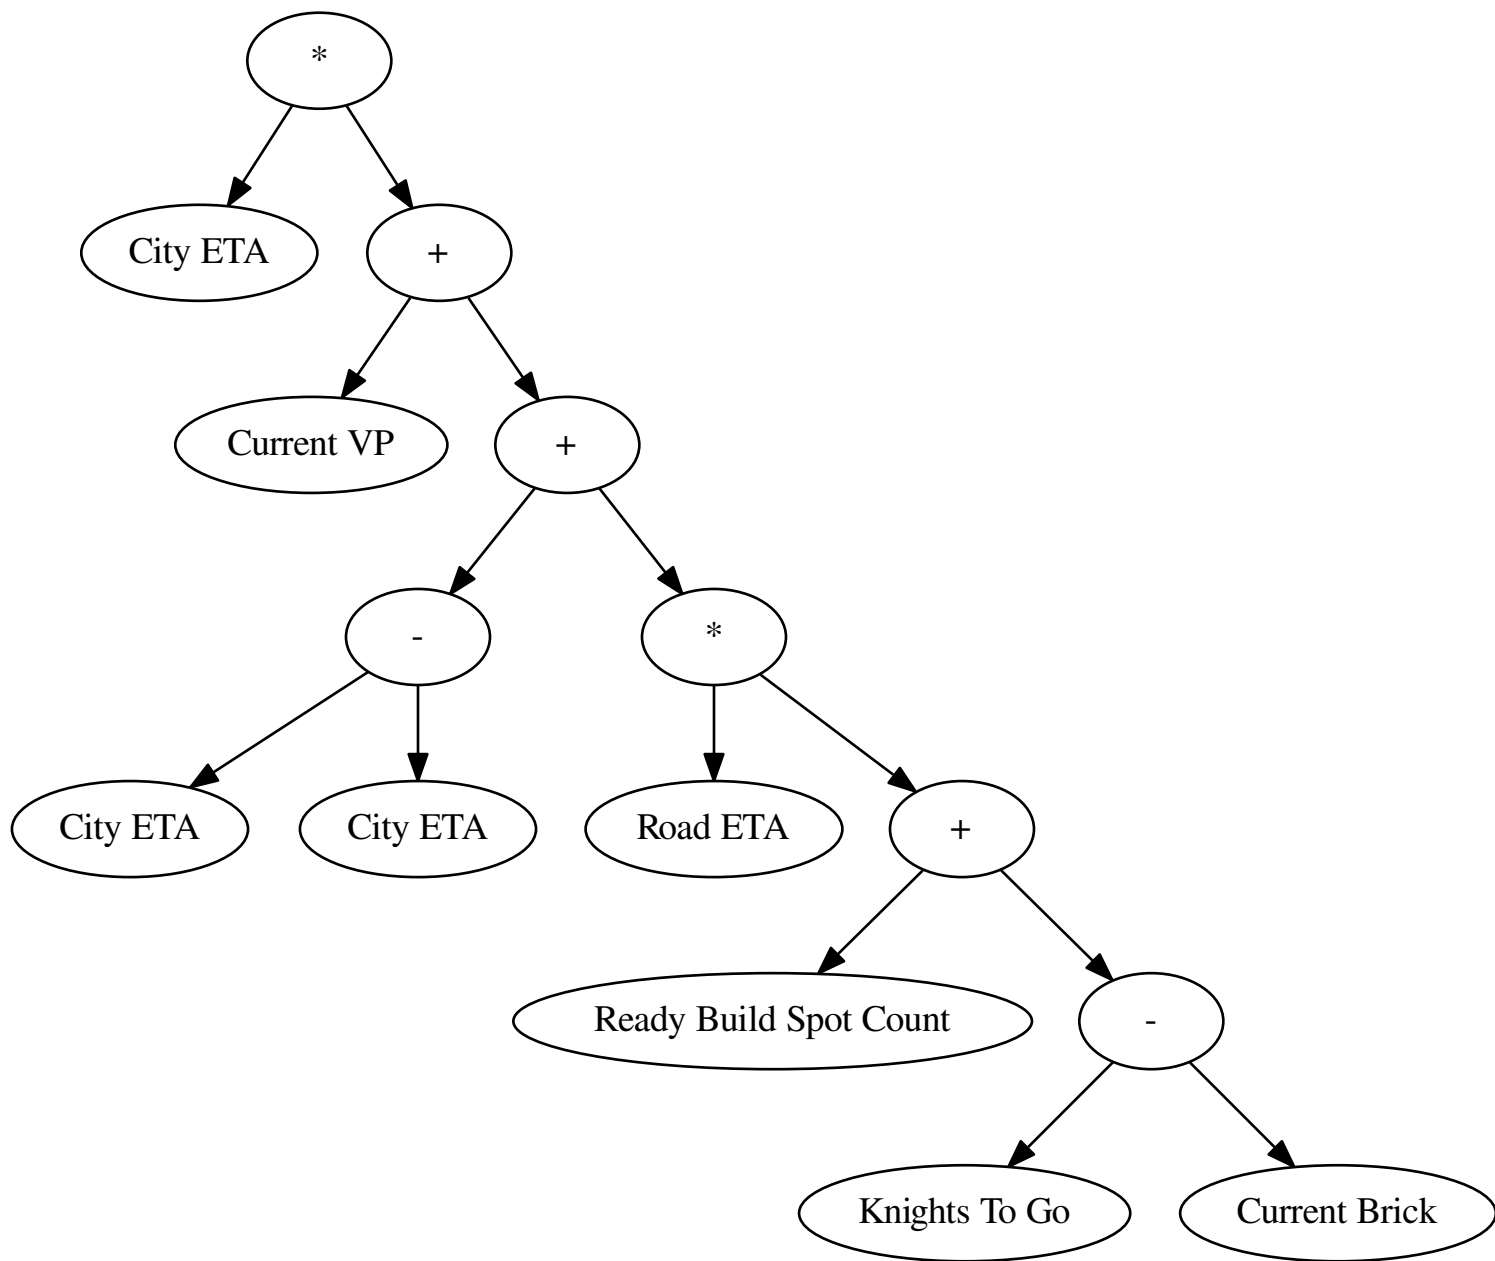 *
City ETA
+
Current VP
+
-
*
City ETA
City ETA
Road ETA
+
Ready Build Spot Count
-
Knights To Go
Current Brick